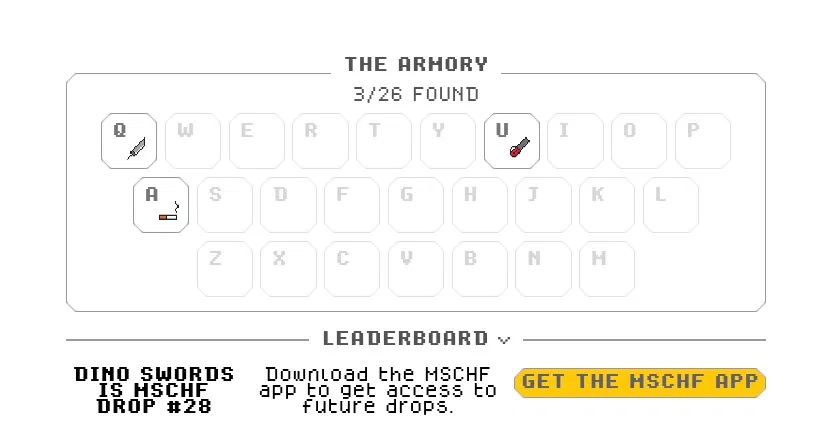 THE ARMORY
3/26 FOUND
Q W E R T Y U I O P
A S D F G H J K L
Z X C V B N M
LEADERBOARD
DINO SWORDS
IS MSCHF
DROP #28
Download the MSCHF
app to get access to
future drops.
GET THE MSCHF APP